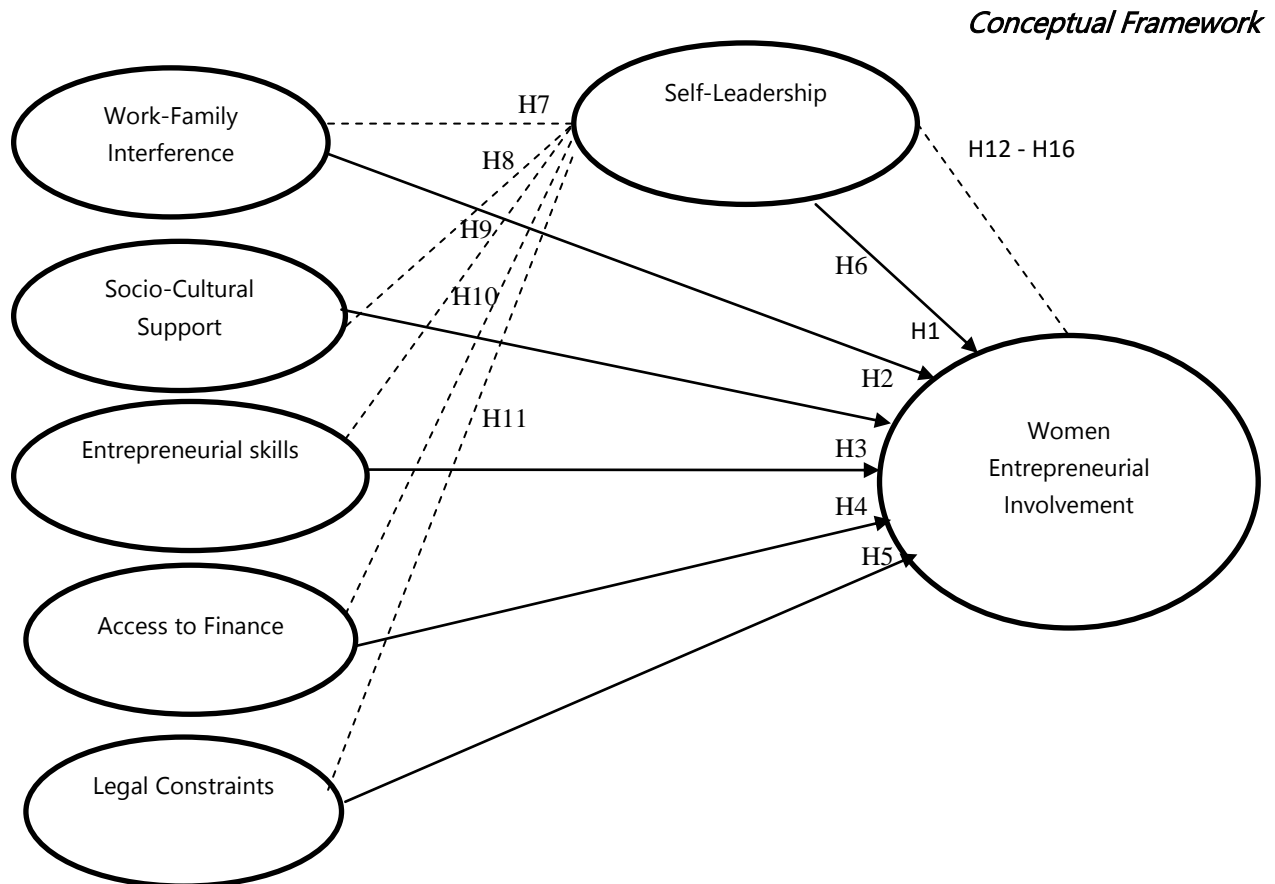 Conceptual Framework
Work-Family
Interference
H7
Self-Leadership
H8
H12 - H16
H9
Socio-Cultural
Support
H10
H6
H1
H2
Entrepreneurial skills
H11
H3
Women
Entrepreneurial
Involvement
H4
H5
Access to Finance
Legal Constraints